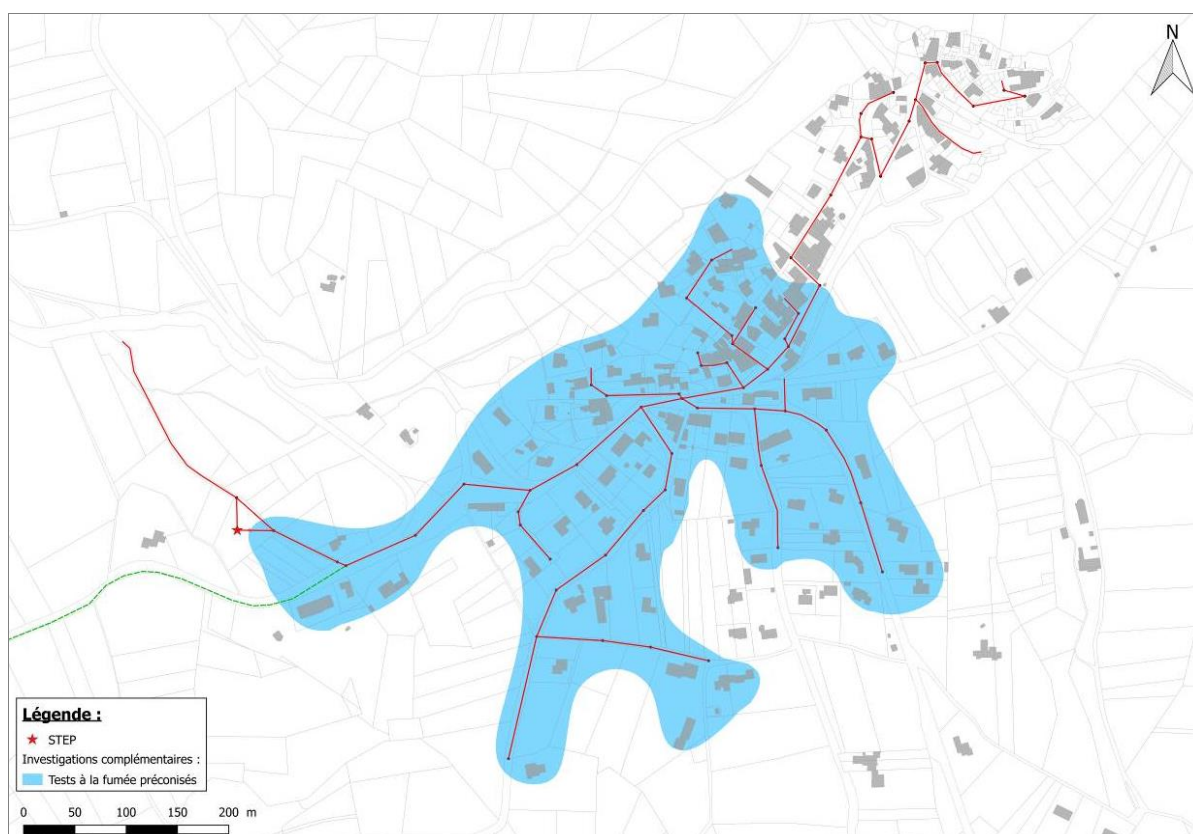 N
Légende :
STEP
Investigations complémentaires :
Tests à la fumée préconisés
0 50 100 150 200 m